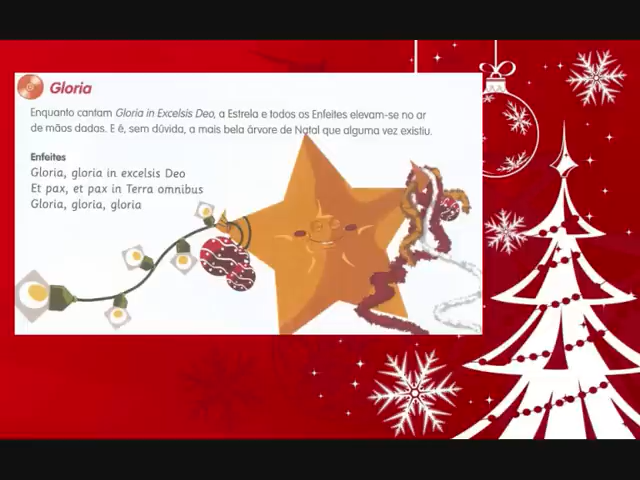 Gloria
Enquanto cantam Gloria in Excelsis Deo, a Estrela e todos os Enfeites elevam-se no ar
de mãos dadas. E é, sem dúvida, a mais bela árvore de Natal que alguma vez existiu.
Enfeites
Gloria, gloria in excelsis Deo
Et pax, et pax in Terra omnibus
Gloria, gloria, gloria